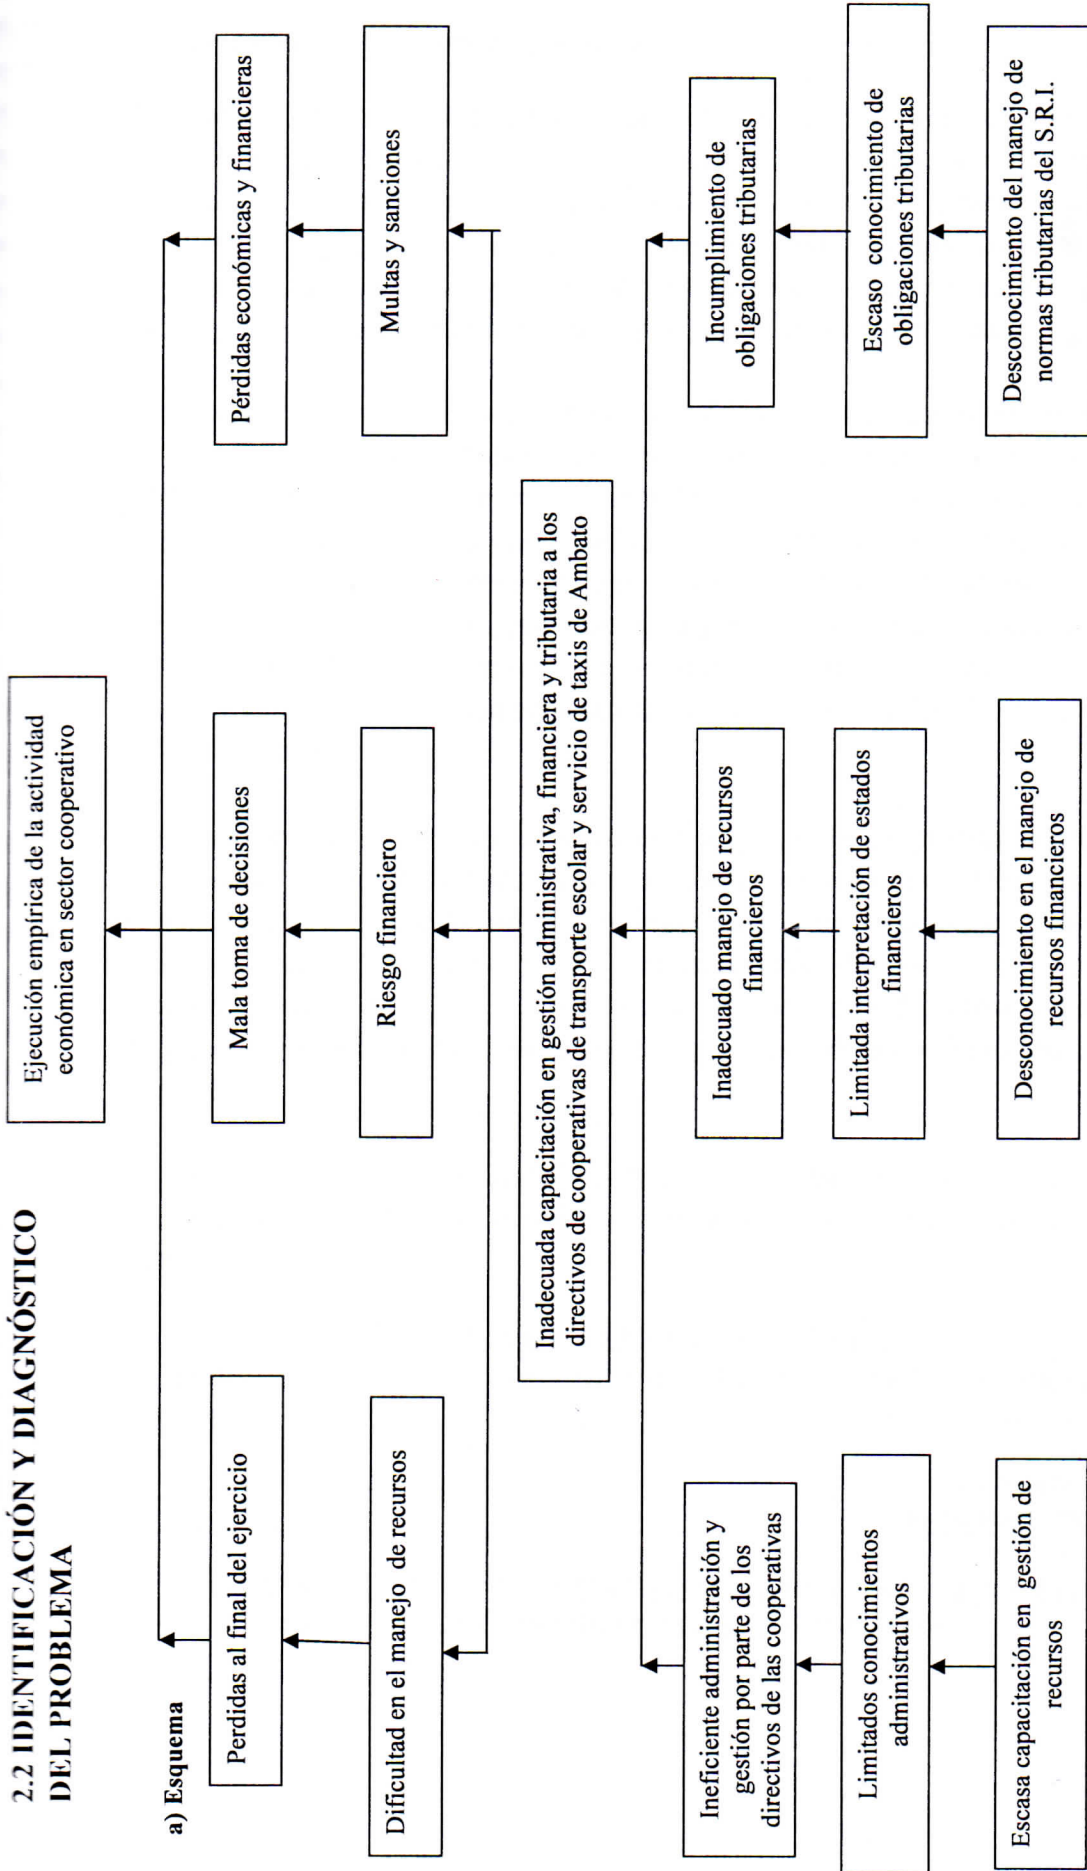 2.2 IDENTIFICACIÓN Y DIAGNÓSTICO
DEL PROBLEMA
a) Esquema
Ejecución empírica de la actividad
económica en sector cooperativo
Perdidas al final del ejercicio
Mala toma de decisiones
Pérdidas económicas y financieras
Dificultad en el manejo de recursos
Riesgo financiero
Multas y sanciones
Inadecuada capacitación en gestión administrativa, financiera y tributaria a los
directivos de cooperativas de transporte escolar y servicio de taxis de Ambato
Ineficiente administración y
gestión por parte de los
directivos de las cooperativas
Inadecuado manejo de recursos
financieros
Incumplimiento de
obligaciones tributarias
Limitados conocimientos
administrativos
Limitada interpretación de estados
financieros
Escaso conocimiento de
obligaciones tributarias
Escasa capacitación en gestión de
recursos
Desconocimiento en el manejo de
recursos financieros
Desconocimiento del manejo de
normas tributarias del S.R.I.